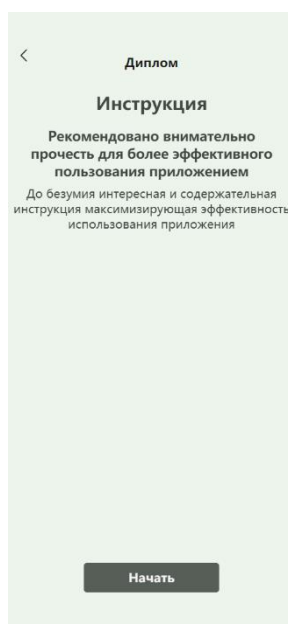 Диплом
Инструкция
Рекомендовано внимательно
прочесть для более эффективного
пользования приложением
До безумия интересная и содержательная
инструкция максимизирующая эффективность
использования приложения
Начать